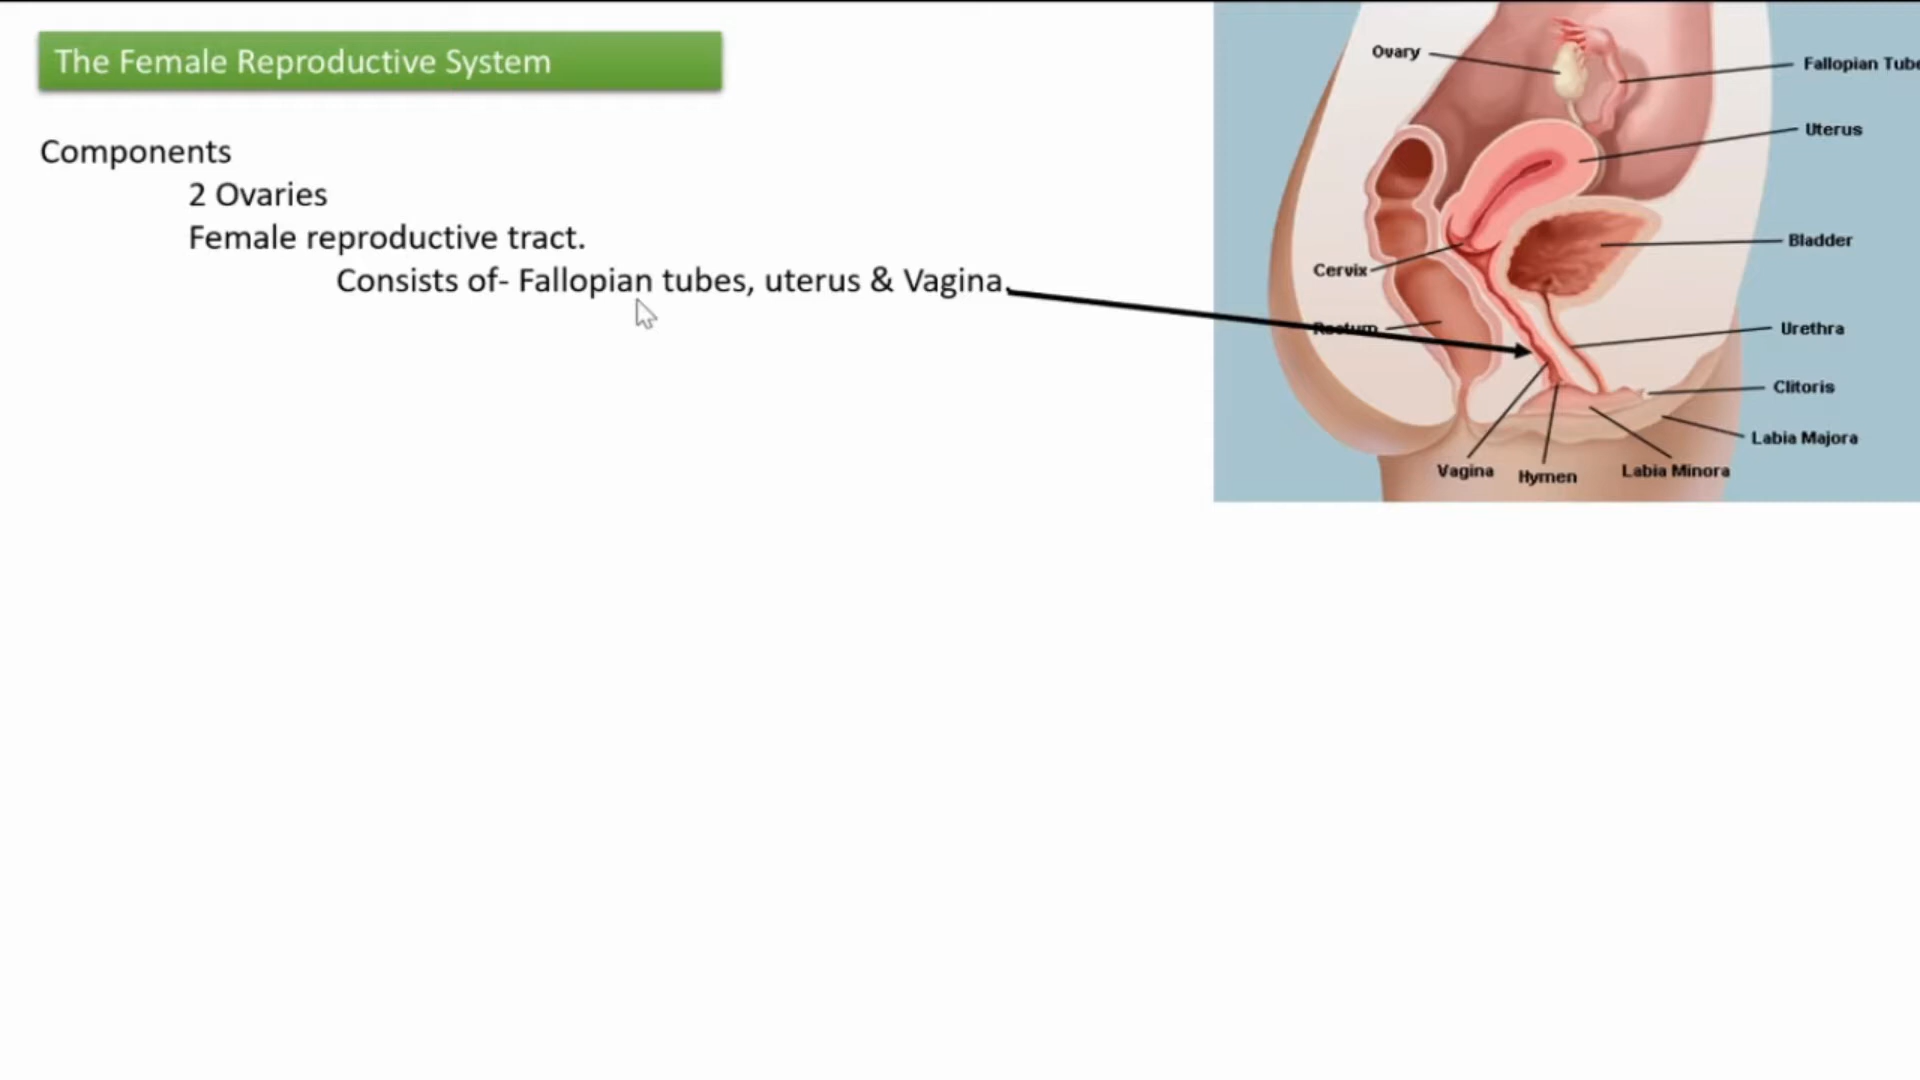 The Female Reproductive System
Components
2 Ovaries
Female reproductive tract.
Consists of- Fallopian tubes, uterus & Vagina.
Ovary
Fallopian Tube
Uterus
Bladder
Cervix
Rectum
Urethra
Clitoris
Labia Majora
Vagina
Hymen
Labia Minora